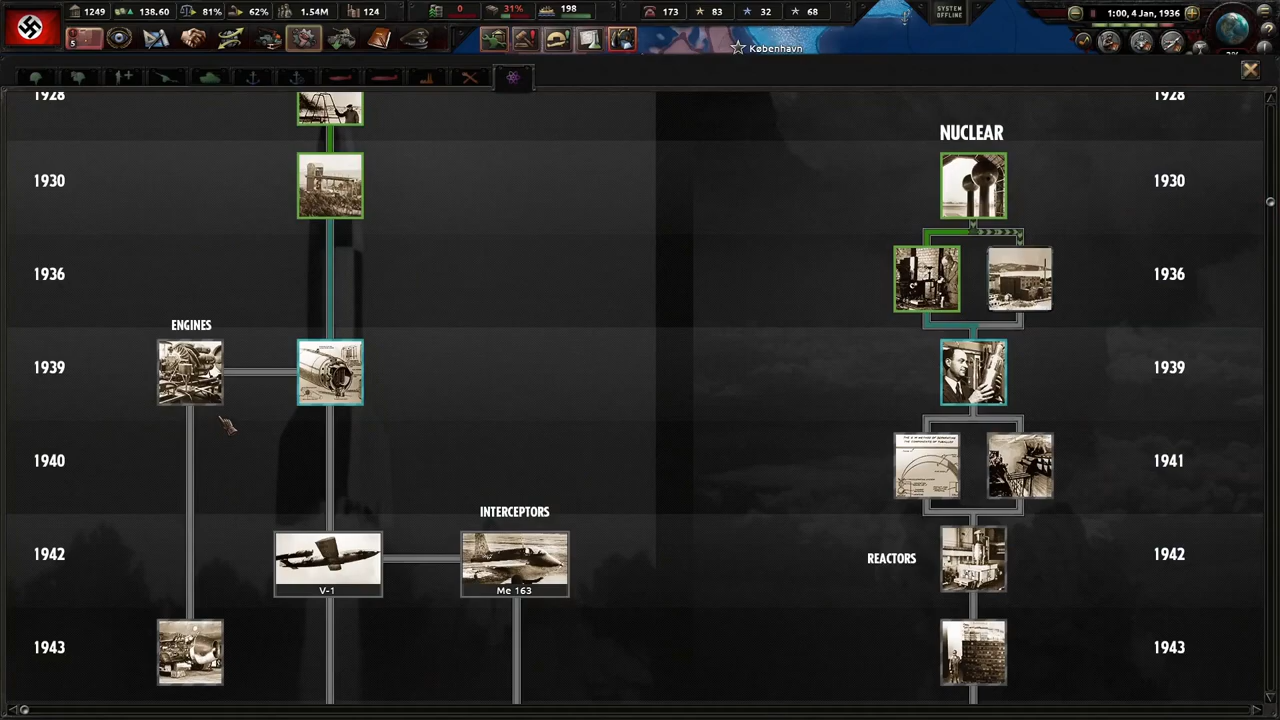 1249 138.60 81% 62% 1.54M 124 0 31% 198 173 83 32 68 SYSTEM OFFLINE 1:00, 4 Jan, 1936
5
København
1928 1928
NUCLEAR
1930 1930
1936 1936
ENGINES
1939 1939
1940 1941
INTERCEPTORS
1942 REACTORS 1942
V-1 Me 163
1943 1943